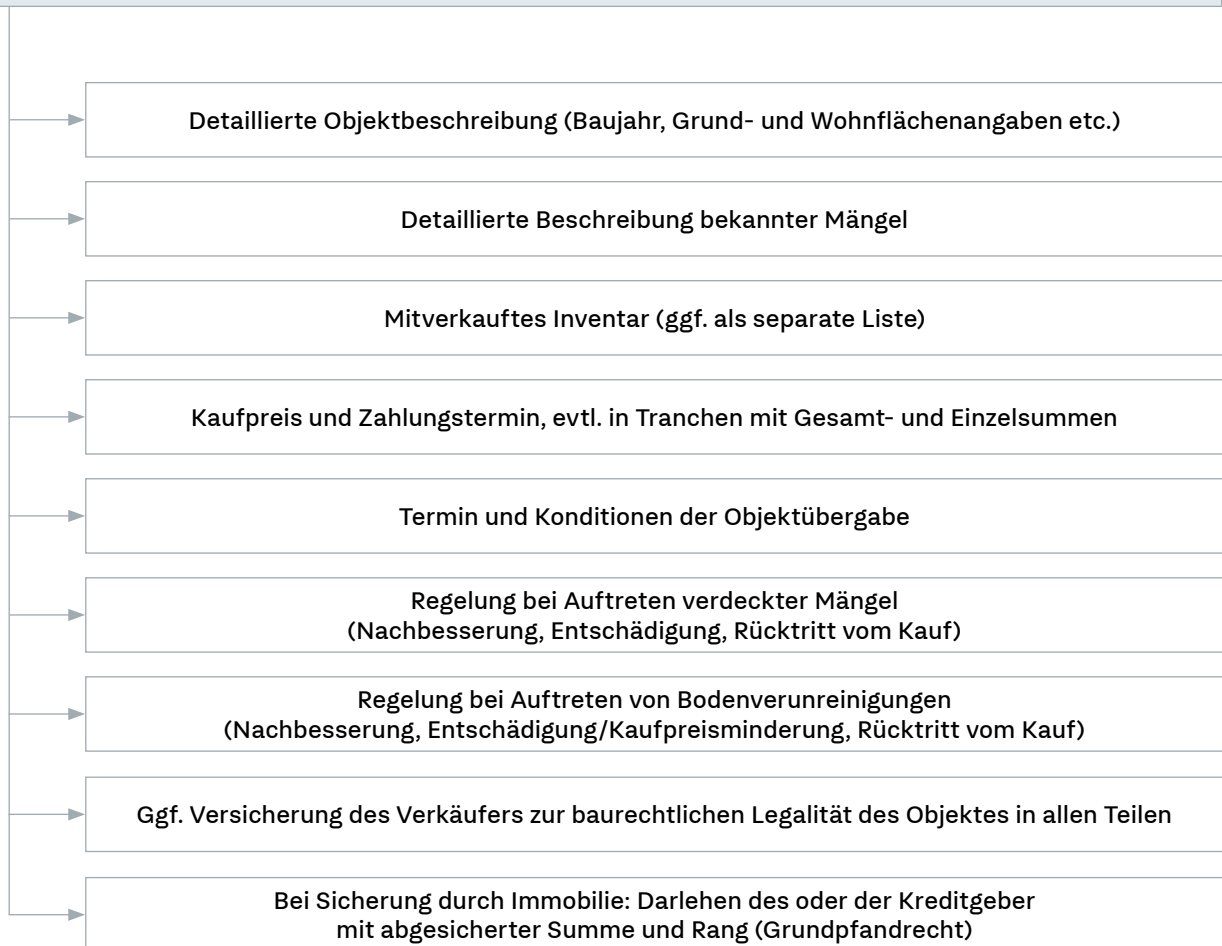 Detaillierte Objektbeschreibung (Baujahr, Grund- und Wohnflächenangaben etc.)
Detaillierte Beschreibung bekannter Mängel
Mitverkauftes Inventar (ggf. als separate Liste)
Kaufpreis und Zahlungstermin, evtl. in Tranchen mit Gesamt- und Einzelsummen
Termin und Konditionen der Objektübergabe
Regelung bei Auftreten verdeckter Mängel
(Nachbesserung, Entschädigung, Rücktritt vom Kauf)
Regelung bei Auftreten von Bodenverunreinigungen
(Nachbesserung, Entschädigung/Kaufpreisminderung, Rücktritt vom Kauf)
Ggf. Versicherung des Verkäufers zur baurechtlichen Legalität des Objektes in allen Teilen
Bei Sicherung durch Immobilie: Darlehen des oder der Kreditgeber
mit abgesicherter Summe und Rang (Grundpfandrecht)